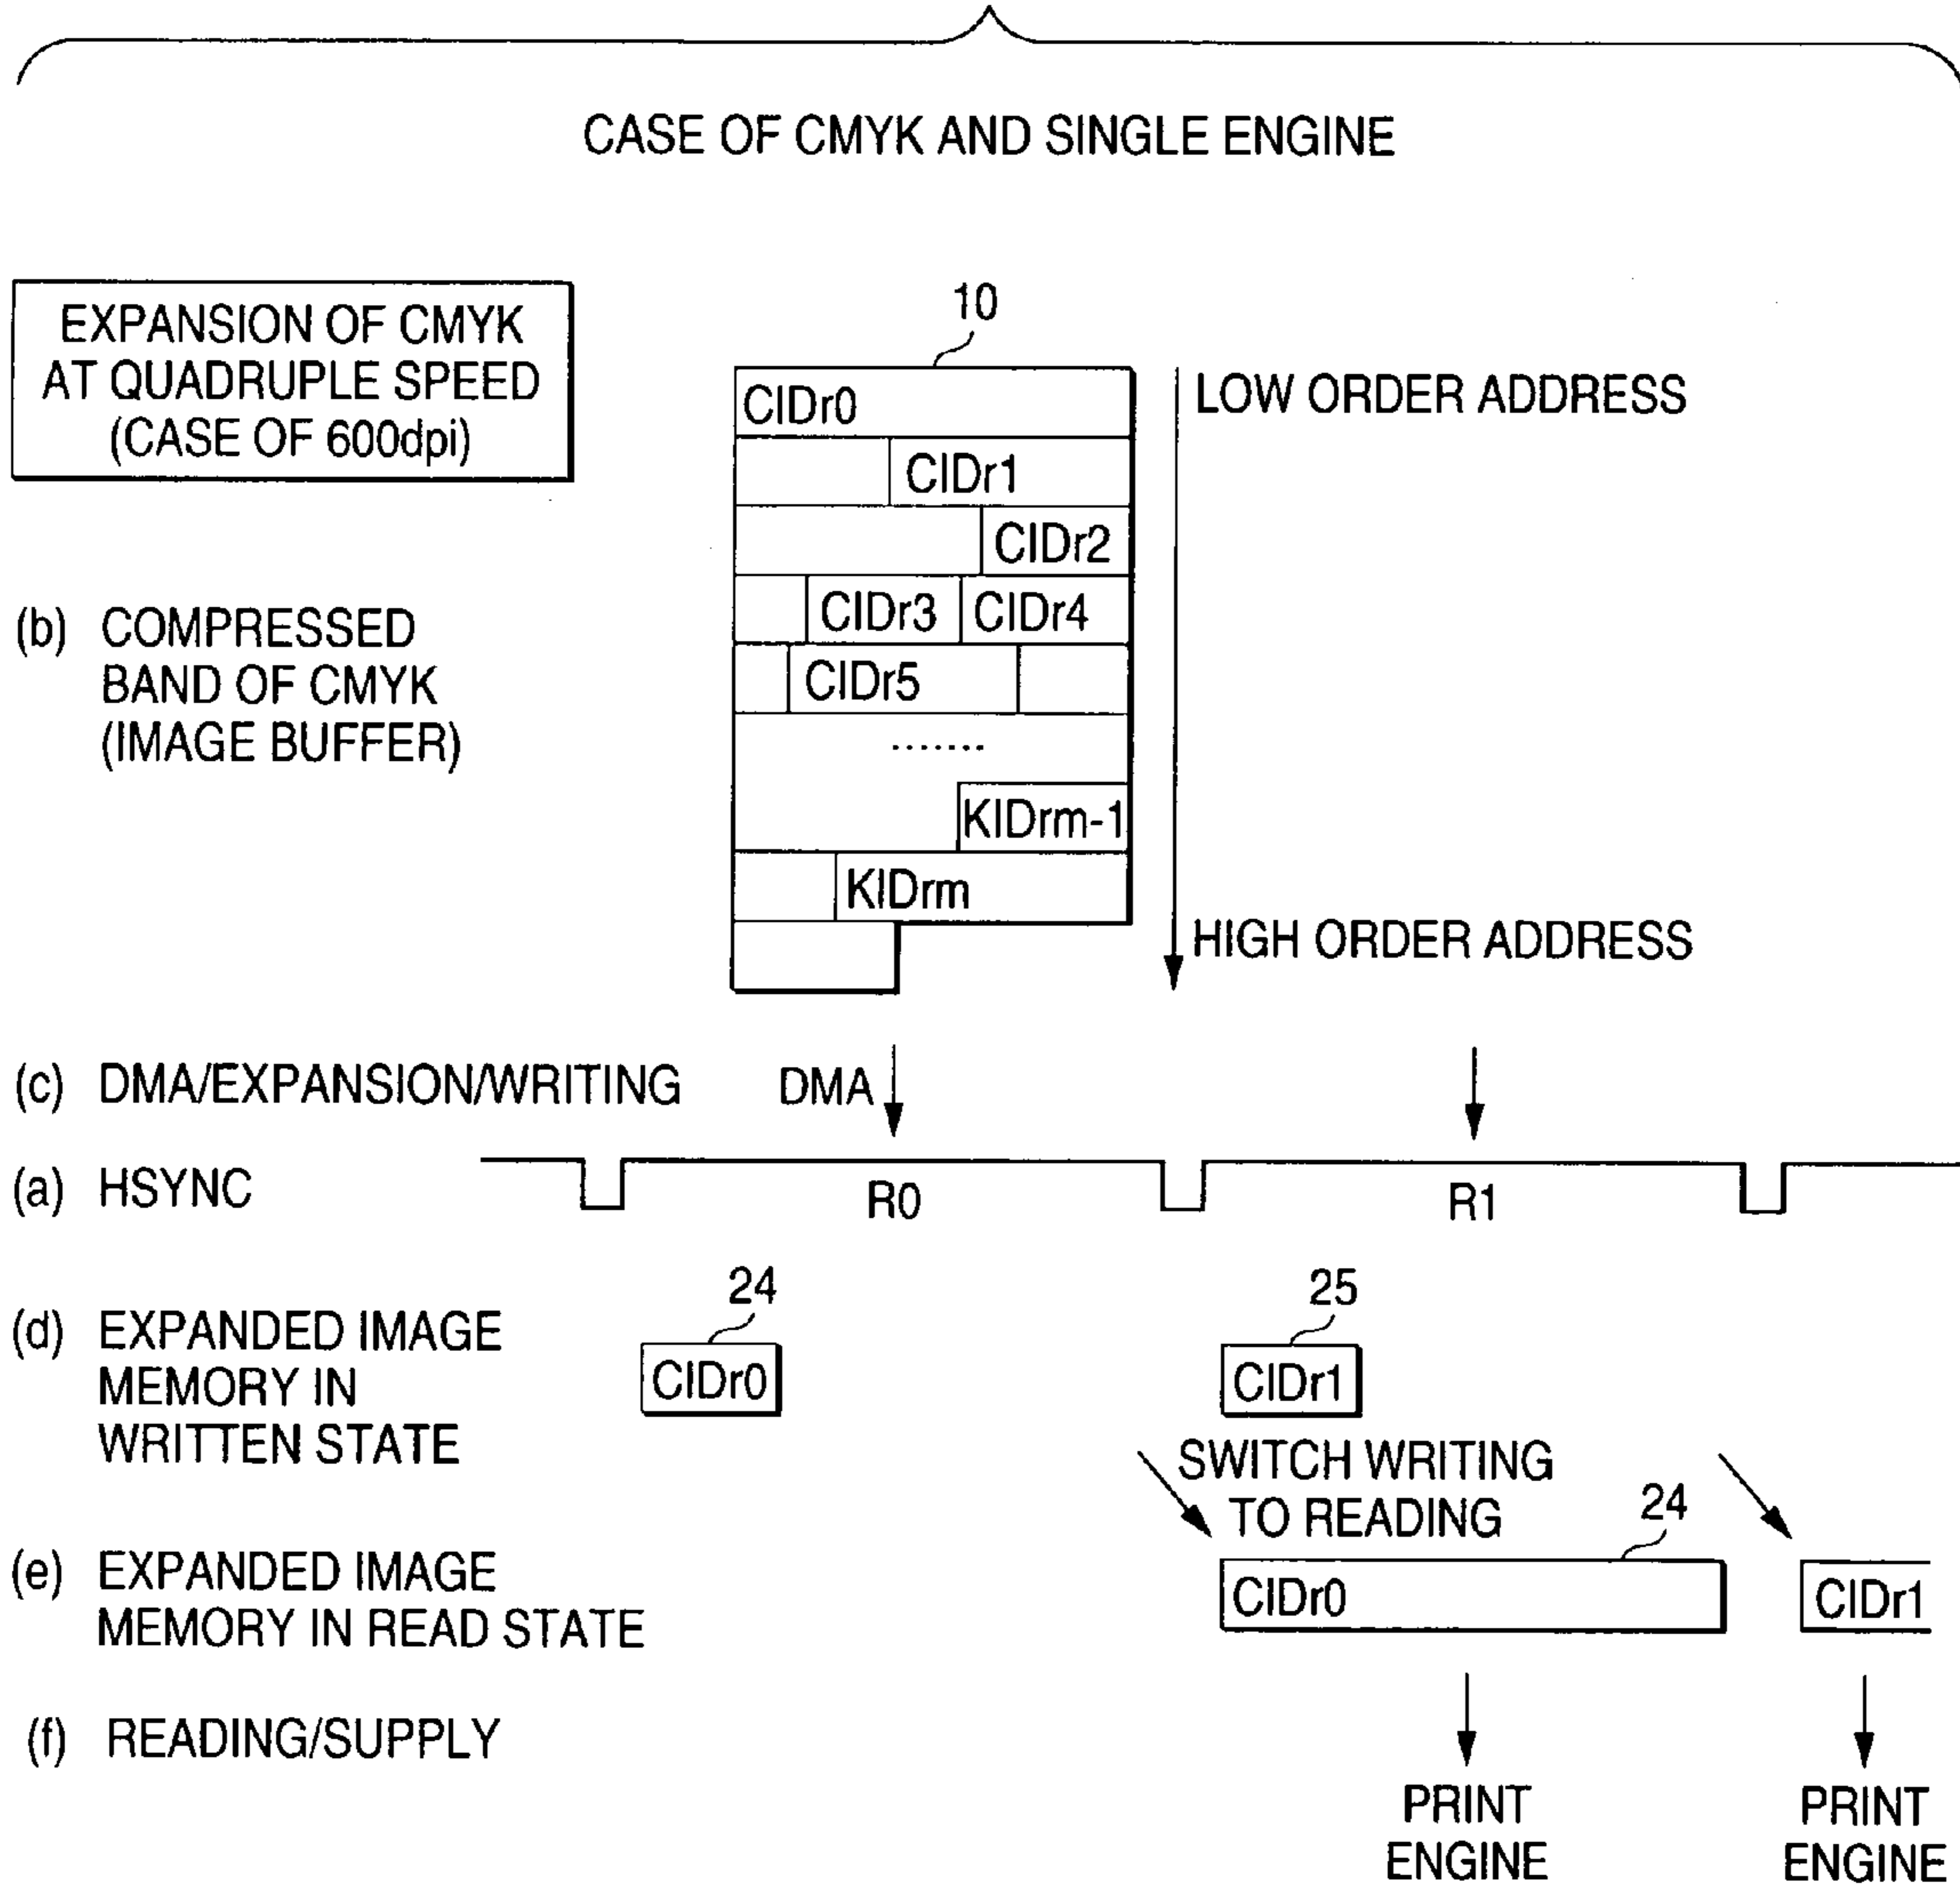 CASE OF CMYK AND SINGLE ENGINE
EXPANSION OF CMYK
AT QUADRUPLE SPEED
(CASE OF 600dpi)
10
CIDr0
LOW ORDER ADDRESS
CIDr1
CIDr2
CIDr3 CIDr4
CIDr5
.......
KIDrm-1
KIDrm
HIGH ORDER ADDRESS
(b) COMPRESSED
BAND OF CMYK
(IMAGE BUFFER)
(c) DMA/EXPANSION/WRITING DMA
(a) HSYNC R0 R1
24 25
(d) EXPANDED IMAGE
MEMORY IN
WRITTEN STATE
CIDr0 CIDr1
SWITCH WRITING
TO READING
24
(e) EXPANDED IMAGE
MEMORY IN READ STATE
CIDr0 CIDr1
(f) READING/SUPPLY
PRINT
ENGINE
PRINT
ENGINE